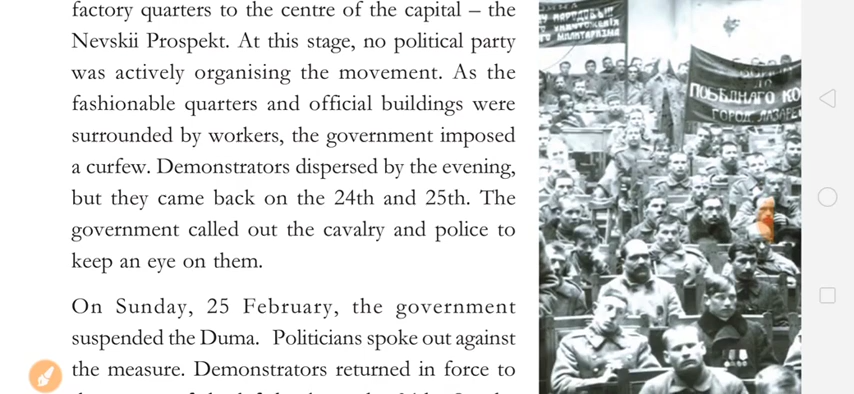 factory quarters to the centre of the capital – the
Nevskii Prospekt. At this stage, no political party
was actively organising the movement. As the
fashionable quarters and official buildings were
surrounded by workers, the government imposed
a curfew. Demonstrators dispersed by the evening,
but they came back on the 24th and 25th. The
government called out the cavalry and police to
keep an eye on them.
On Sunday, 25 February, the government
suspended the Duma. Politicians spoke out against
the measure. Demonstrators returned in force to
ПОБѢДНАГО КО
ГОРОД